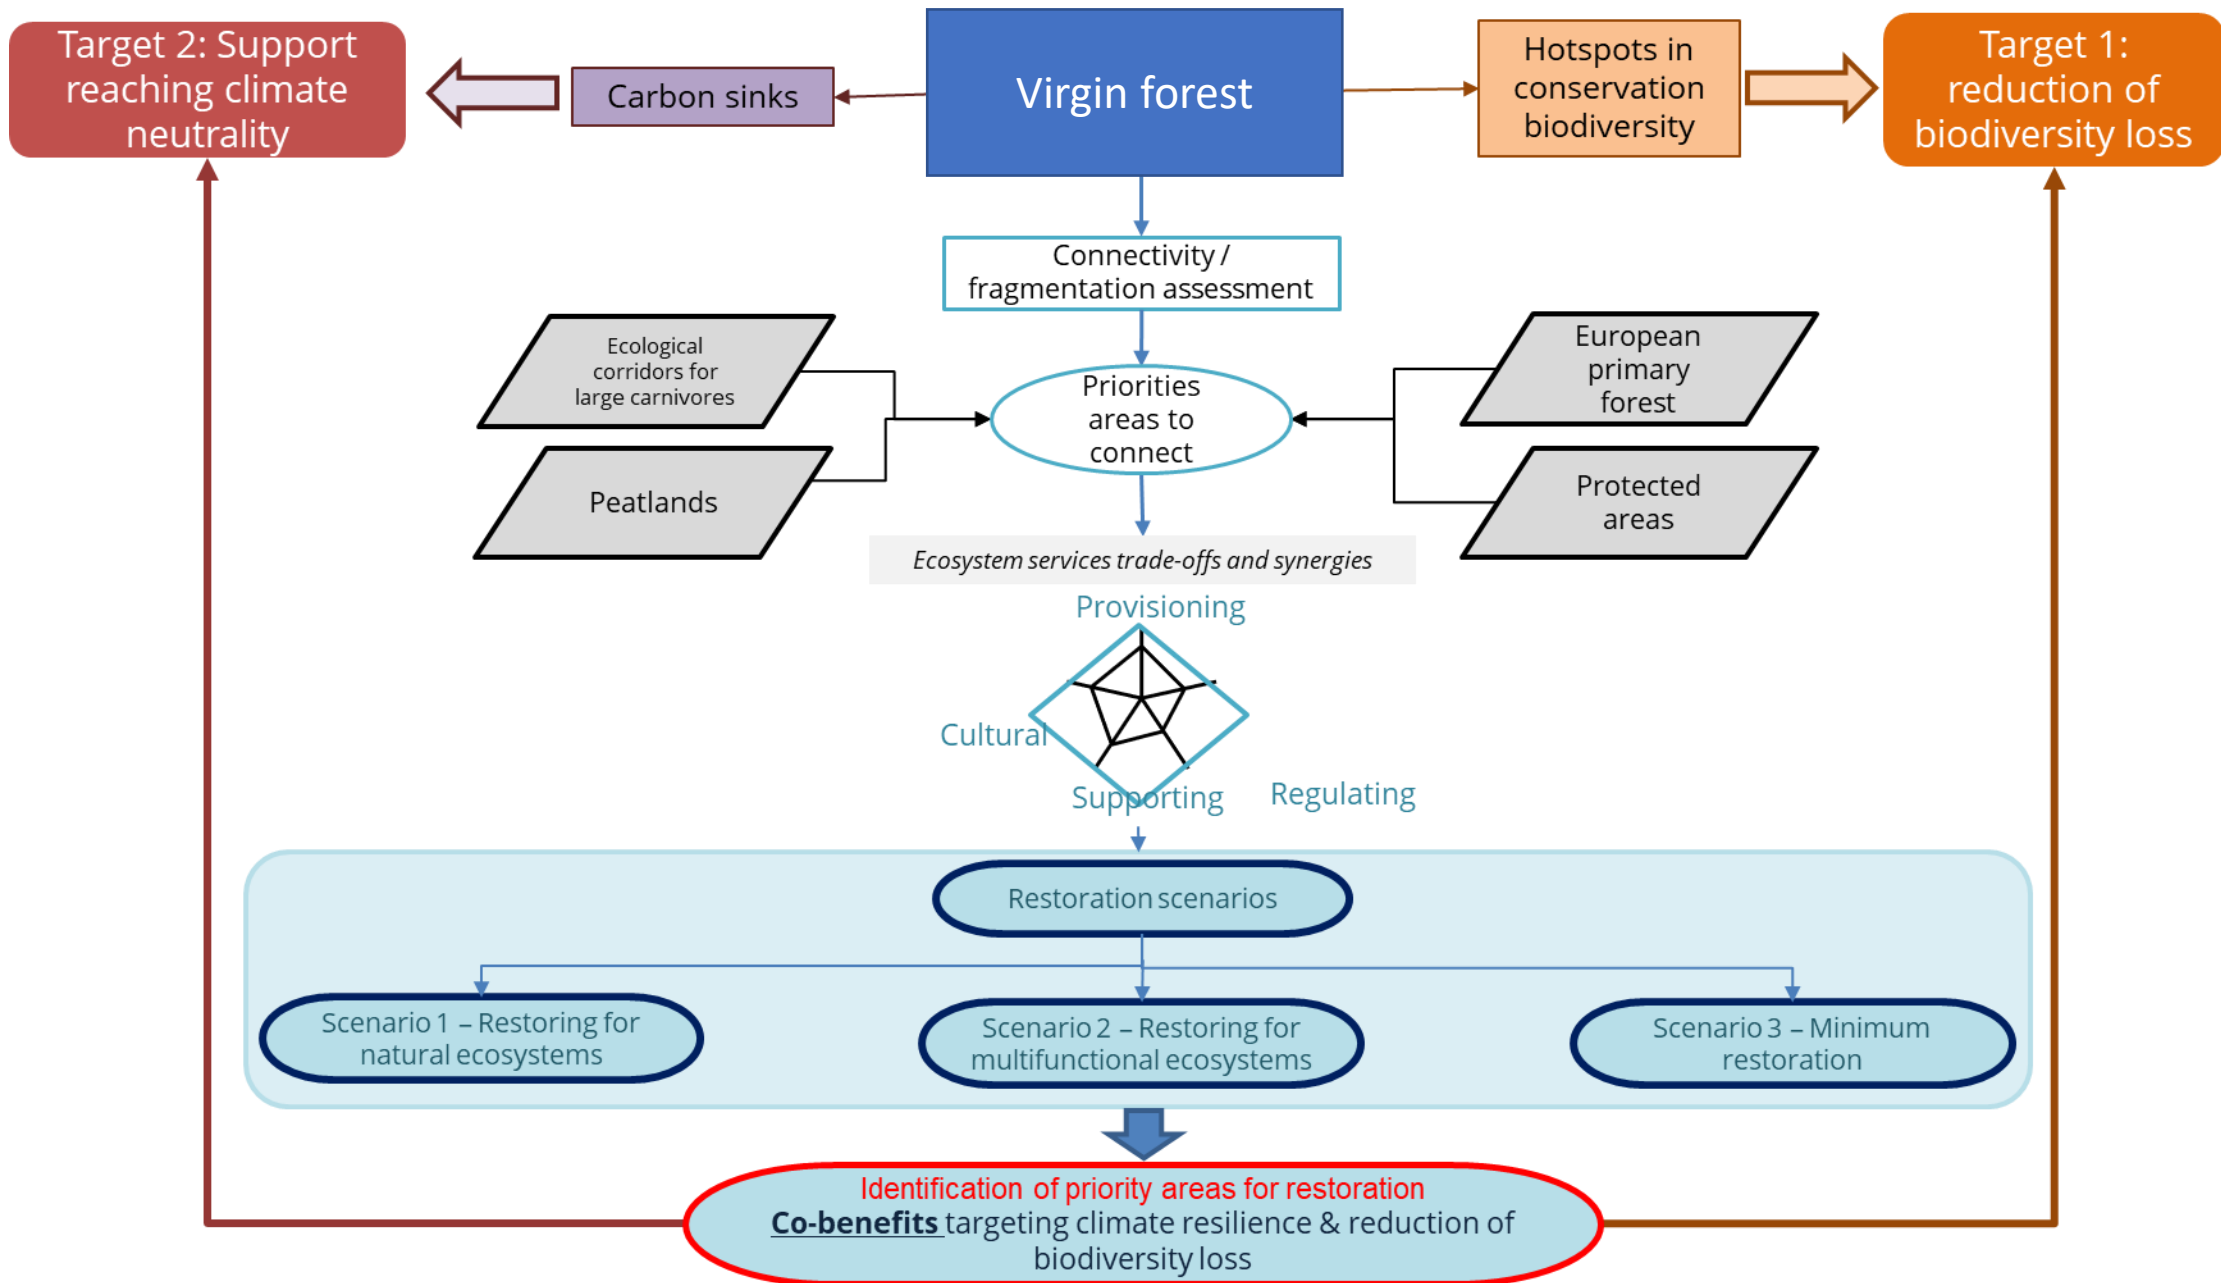 Target 2: Support
reaching climate
neutrality
Carbon sinks
Virgin forest
Hotspots in
conservation
biodiversity
Target 1:
reduction of
biodiversity loss
Connectivity /
fragmentation assessment
Ecological
corridors for
large carnivores
Peatlands
Priorities
areas to
connect
European
primary
forest
Protected
areas
Ecosystem services trade-offs and synergies
Provisioning
Cultural
Supporting
Regulating
Restoration scenarios
Scenario 1 – Restoring for
natural ecosystems
Scenario 2 – Restoring for
multifunctional ecosystems
Scenario 3 – Minimum
restoration
Identification of priority areas for restoration
Co-benefits targeting climate resilience & reduction of
biodiversity loss